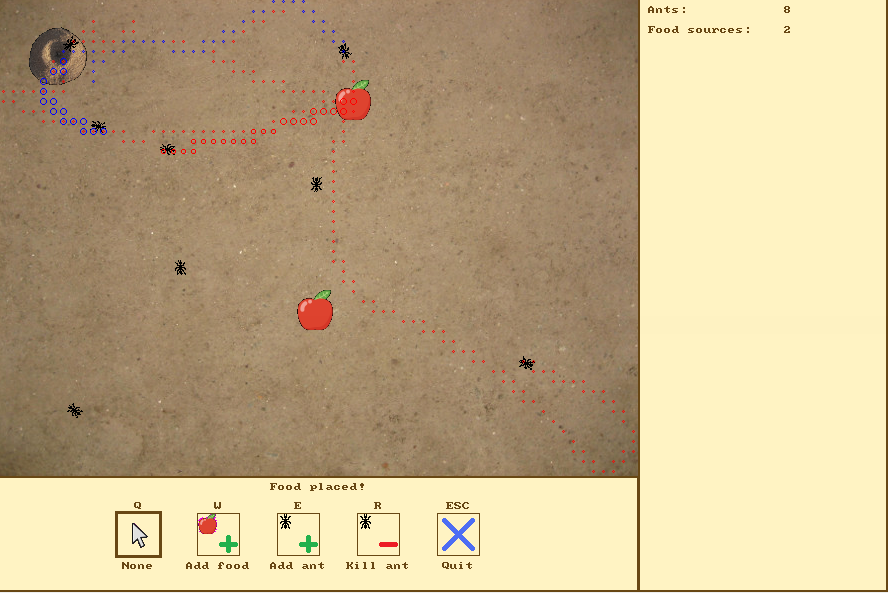 Ants: 8
Food sources: 2
Food placed!
Q W E R ESC
None Add food Add ant Kill ant Quit